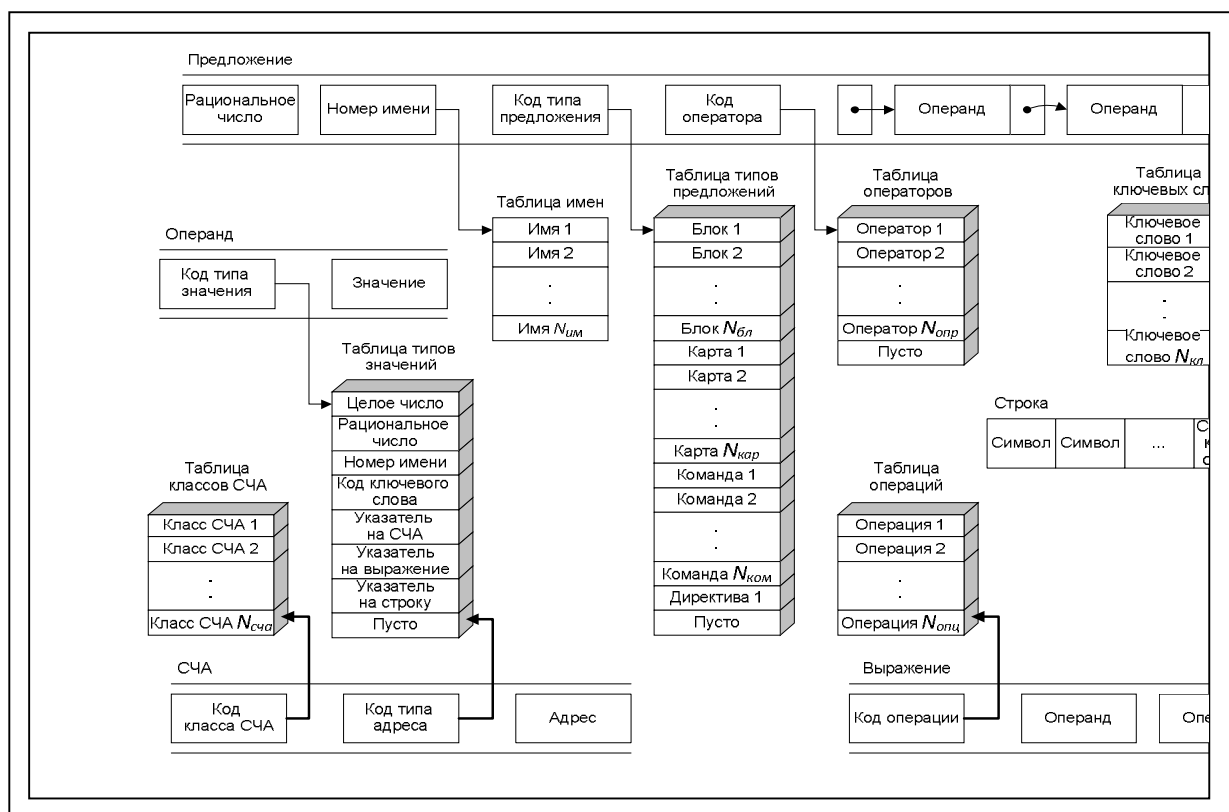 Предложение
Рациональное
число
Номер имени
Код типа
предложения
Код
оператора
Операнд
Операнд
Таблица имен
Имя 1
Имя 2
.
.
Имя Nим
Таблица типов
предложений
Блок 1
Блок 2
.
.
Блок Nбл
Карта 1
Карта 2
.
.
Карта Nкар
Команда 1
Команда 2
.
.
Команда Nком
Директива 1
Пусто
Таблица
операторов
Оператор 1
Оператор 2
.
.
Оператор Nопр
Пусто
Таблица
ключевых сл
Ключевое
слово 1
Ключевое
слово 2
.
.
Ключевое
слово Nкл
Операнд
Код типа
значения
Значение
Таблица типов
значений
Целое число
Рациональное
число
Номер имени
Код ключевого
слова
Указатель
на СЧА
Указатель
на выражение
Указатель
на строку
Пусто
Строка
Символ
Символ
...
Таблица
классов СЧА
Класс СЧА 1
Класс СЧА 2
.
.
Класс СЧА Nсча
Таблица
операций
Операция 1
Операция 2
.
.
Операция Nопц
СЧА
Код
класса СЧА
Код типа
адреса
Адрес
Выражение
Код операции
Операнд
Опе